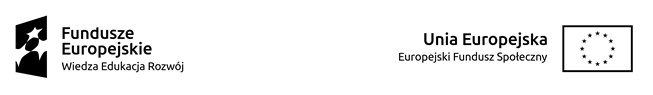 Fundusze
Europejskie
Wiedza Edukacja Rozwój
Unia Europejska
Europejski Fundusz Społeczny